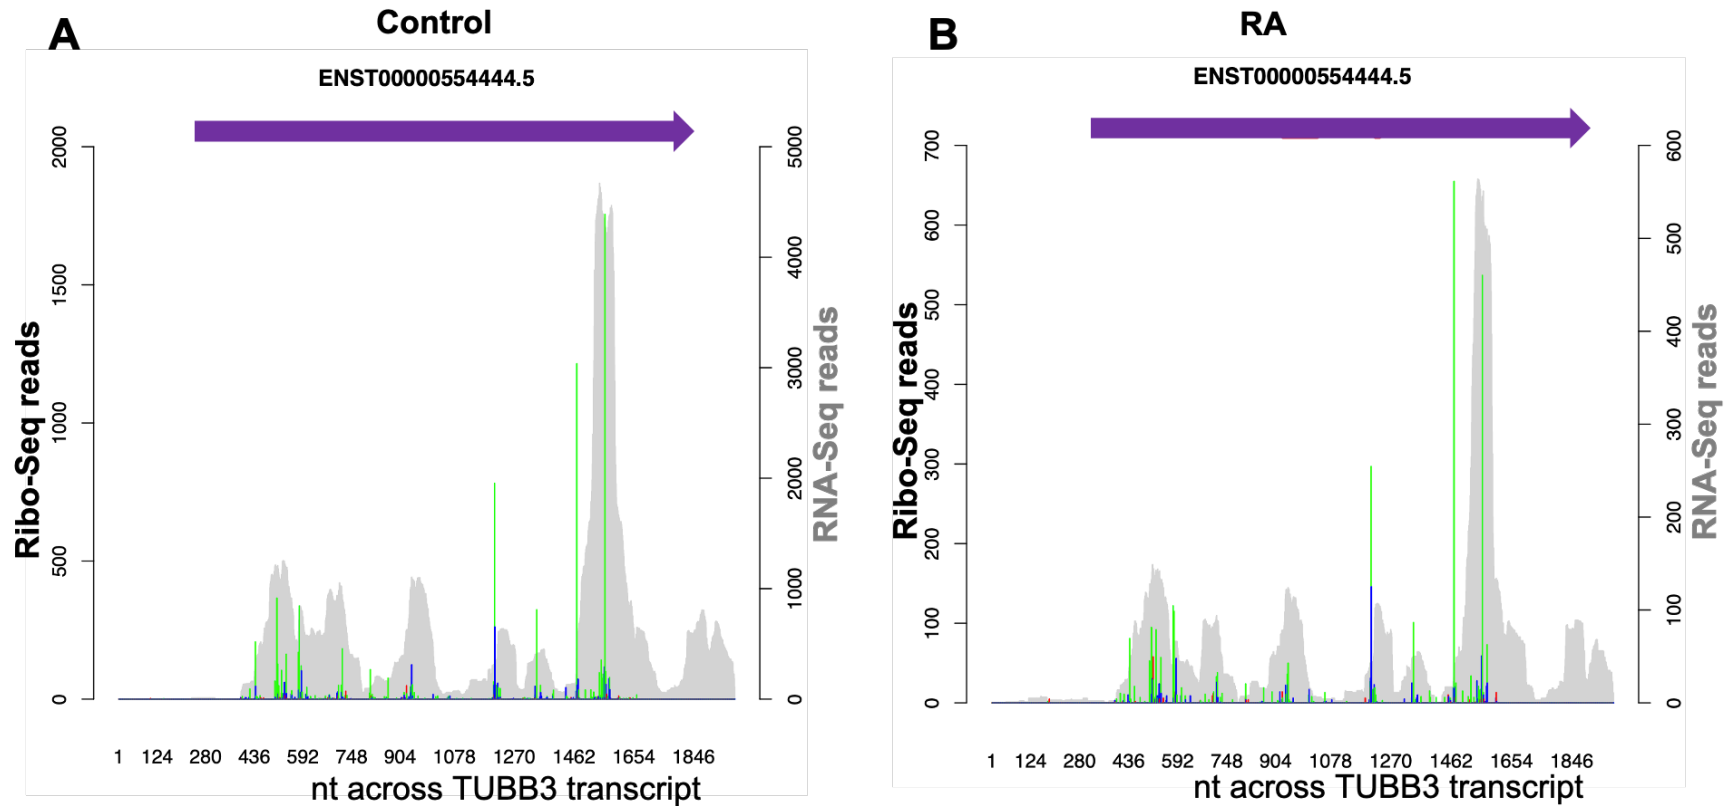 A
Control
ENST00000554444.5
2000
1500
1000
500
0
Ribo-Seq reads
5000
4000
3000
2000
1000
0
RNA-Seq reads
1 124 280 436 592 748 904 1078 1270 1462 1654 1846
nt across TUBB3 transcript
B
RA
ENST00000554444.5
700
600
500
400
300
200
100
0
Ribo-Seq reads
600
500
400
300
200
100
0
RNA-Seq reads
1 124 280 436 592 748 904 1078 1270 1462 1654 1846
nt across TUBB3 transcript